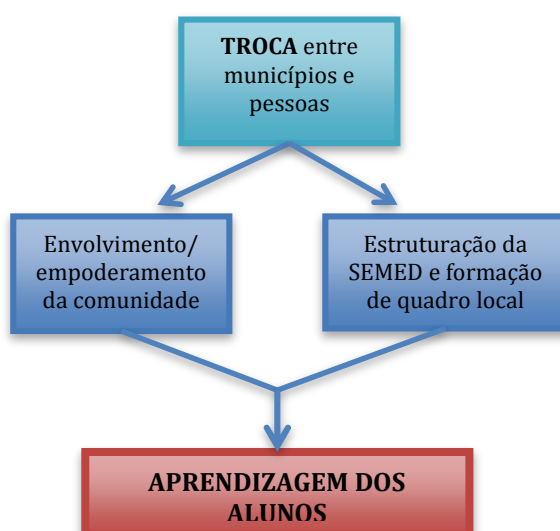 TROCA entre
municípios e
pessoas
Envolvimento/
empoderamento
da comunidade
Estruturação da
SEMED e formação
de quadro local
APRENDIZAGEM DOS
ALUNOS